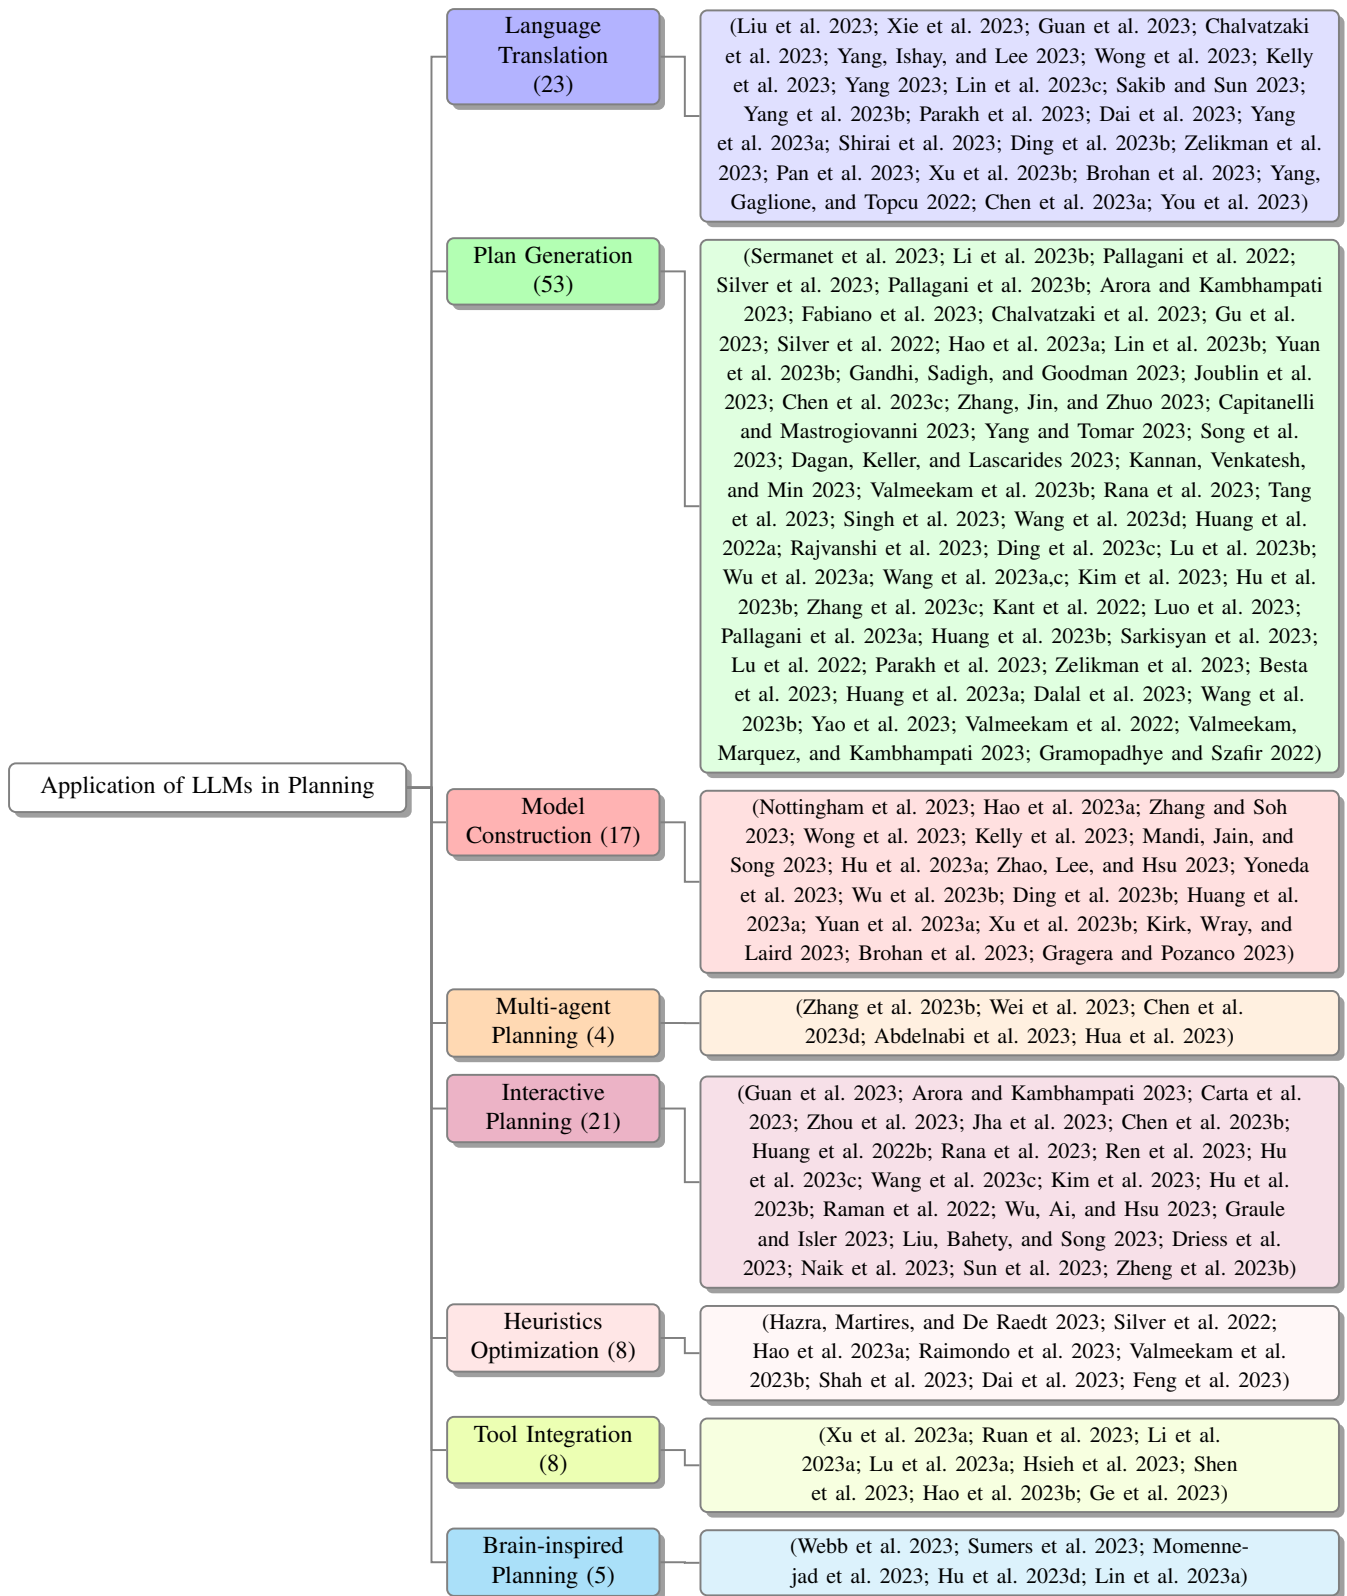 Language
Translation
(23)
(Liu et al. 2023; Xie et al. 2023; Guan et al. 2023; Chalvatzaki
et al. 2023; Yang, Ishay, and Lee 2023; Wong et al. 2023; Kelly
et al. 2023; Yang 2023; Lin et al. 2023c; Sakib and Sun 2023;
Yang et al. 2023b; Parakh et al. 2023; Dai et al. 2023; Yang
et al. 2023a; Shirai et al. 2023; Ding et al. 2023b; Zelikman et al.
2023; Pan et al. 2023; Xu et al. 2023b; Brohan et al. 2023; Yang,
Gaglione, and Topcu 2022; Chen et al. 2023a; You et al. 2023)
Plan Generation
(53)
(Sermanet et al. 2023; Li et al. 2023b; Pallagani et al. 2022;
Silver et al. 2023; Pallagani et al. 2023b; Arora and Kambhampati
2023; Fabiano et al. 2023; Chalvatzaki et al. 2023; Gu et al.
2023; Silver et al. 2022; Hao et al. 2023a; Lin et al. 2023b; Yuan
et al. 2023b; Gandhi, Sadigh, and Goodman 2023; Joublin et al.
2023; Chen et al. 2023c; Zhang, Jin, and Zhuo 2023; Capitanelli
and Mastrogiovanni 2023; Yang and Tomar 2023; Song et al.
2023; Dagan, Keller, and Lascarides 2023; Kannan, Venkatesh,
and Min 2023; Valmeekam et al. 2023b; Rana et al. 2023; Tang
et al. 2023; Singh et al. 2023; Wang et al. 2023d; Huang et al.
2022a; Rajvanshi et al. 2023; Ding et al. 2023c; Lu et al. 2023b;
Wu et al. 2023a; Wang et al. 2023a,c; Kim et al. 2023; Hu et al.
2023b; Zhang et al. 2023c; Kant et al. 2022; Luo et al. 2023;
Pallagani et al. 2023a; Huang et al. 2023b; Sarkisyan et al. 2023;
Lu et al. 2022; Parakh et al. 2023; Zelikman et al. 2023; Besta
et al. 2023; Huang et al. 2023a; Dalal et al. 2023; Wang et al.
2023b; Yao et al. 2023; Valmeekam et al. 2022; Valmeekam,
Marquez, and Kambhampati 2023; Gramopadhye and Szafir 2022)
Application of LLMs in Planning
Model
Construction (17)
(Nottingham et al. 2023; Hao et al. 2023a; Zhang and Soh
2023; Wong et al. 2023; Kelly et al. 2023; Mandi, Jain, and
Song 2023; Hu et al. 2023a; Zhao, Lee, and Hsu 2023; Yoneda
et al. 2023; Wu et al. 2023b; Ding et al. 2023b; Huang et al.
2023a; Yuan et al. 2023a; Xu et al. 2023b; Kirk, Wray, and
Laird 2023; Brohan et al. 2023; Gragera and Pozanco 2023)
Multi-agent
Planning (4)
(Zhang et al. 2023b; Wei et al. 2023; Chen et al.
2023d; Abdelnabi et al. 2023; Hua et al. 2023)
Interactive
Planning (21)
(Guan et al. 2023; Arora and Kambhampati 2023; Carta et al.
2023; Zhou et al. 2023; Jha et al. 2023; Chen et al. 2023b;
Huang et al. 2022b; Rana et al. 2023; Ren et al. 2023; Hu
et al. 2023c; Wang et al. 2023c; Kim et al. 2023; Hu et al.
2023b; Raman et al. 2022; Wu, Ai, and Hsu 2023; Graule
and Isler 2023; Liu, Bahety, and Song 2023; Driess et al.
2023; Naik et al. 2023; Sun et al. 2023; Zheng et al. 2023b)
Heuristics
Optimization (8)
(Hazra, Martires, and De Raedt 2023; Silver et al. 2022;
Hao et al. 2023a; Raimondo et al. 2023; Valmeekam et al.
2023b; Shah et al. 2023; Dai et al. 2023; Feng et al. 2023)
Tool Integration
(8)
(Xu et al. 2023a; Ruan et al. 2023; Li et al.
2023a; Lu et al. 2023a; Hsieh et al. 2023; Shen
et al. 2023; Hao et al. 2023b; Ge et al. 2023)
Brain-inspired
Planning (5)
(Webb et al. 2023; Sumers et al. 2023; Momenne-
jad et al. 2023; Hu et al. 2023d; Lin et al. 2023a)